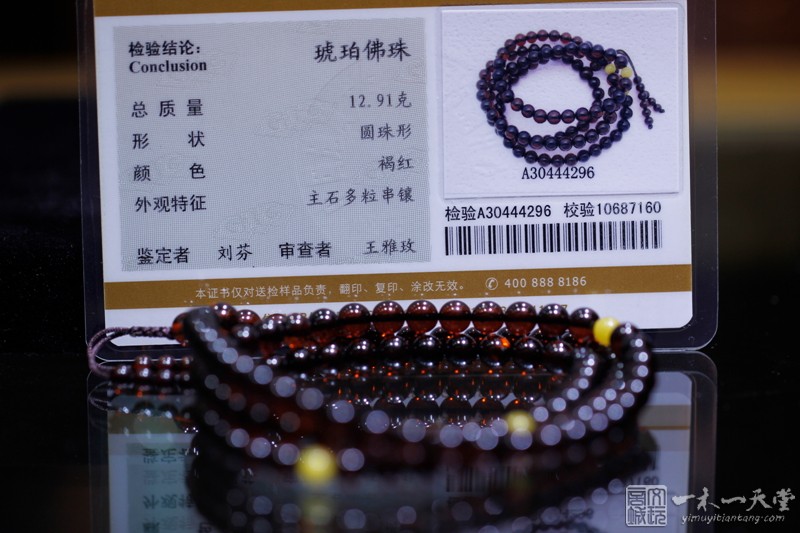 检验结论：
Conclusion
琥珀佛珠
总质量 12.91克
形状 圆珠形
颜色 褐红
外观特征 主石多粒串镶
鉴定者 刘芬 审查者 王雅玫
A30444296
检验A30444296 校验10687160
本证书仅对送检样品负责，翻印、复印、涂改无效。 400 888 8186
一木一天堂
yimuyitiantang.com